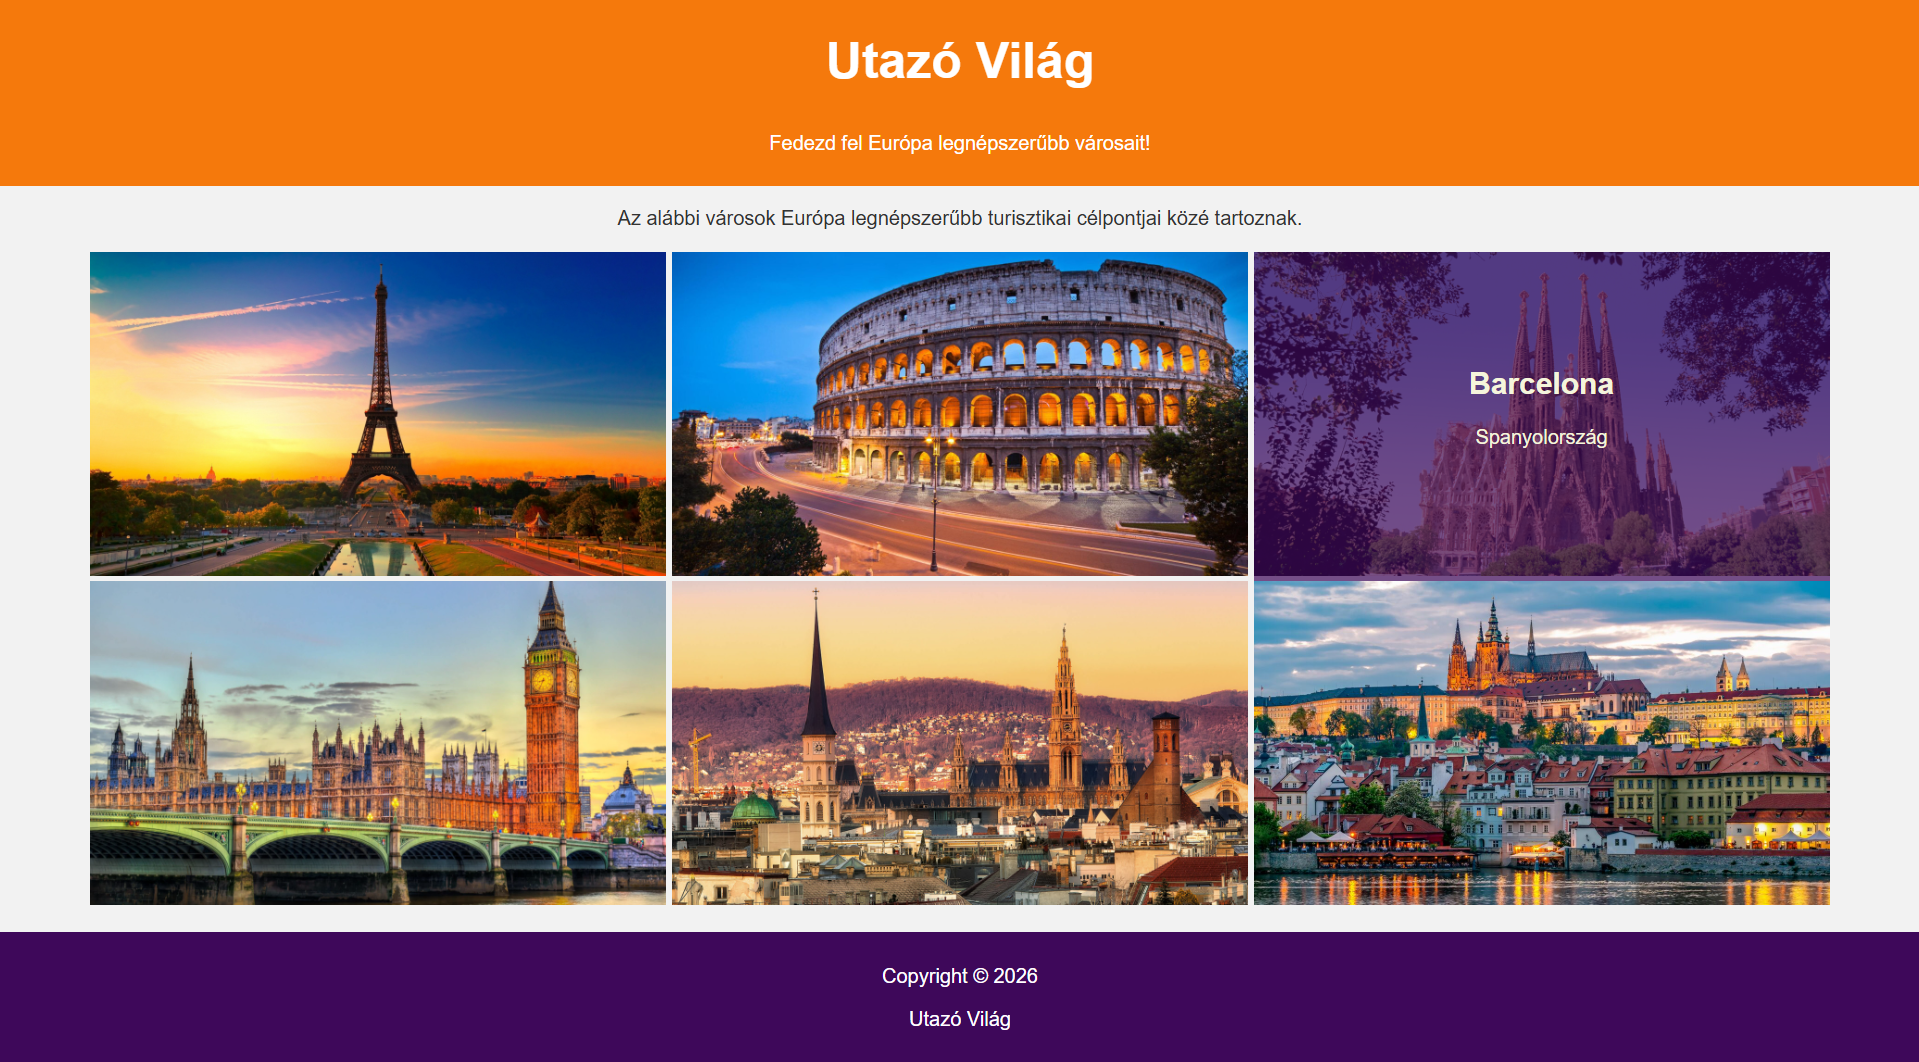 Utazó Világ
Fedezd fel Európa legnépszerűbb városait!
Az alábbi városok Európa legnépszerűbb turisztikai célpontjai közé tartoznak.
Barcelona
Spanyolország
Copyright © 2026
Utazó Világ